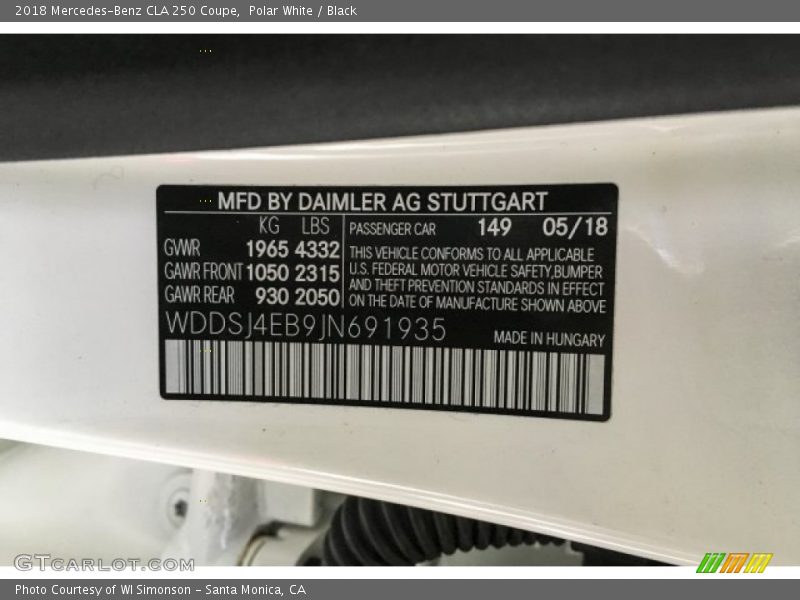 2018 Mercedes-Benz CLA 250 Coupe,  Polar White / Black
MFD BY DAIMLER AG STUTTGART
KG LBS
GVWR 1965 4332
GAWR FRONT 1050 2315
GAWR REAR 930 2050
PASSENGER CAR 149 05/18
THIS VEHICLE CONFORMS TO ALL APPLICABLE
U.S. FEDERAL MOTOR VEHICLE SAFETY,BUMPER
AND THEFT PREVENTION STANDARDS IN EFFECT
ON THE DATE OF MANUFACTURE SHOWN ABOVE
WDDSJ4EB9JN691935
MADE IN HUNGARY
GTcarlot.com
Photo Courtesy of WI Simonson - Santa Monica, CA